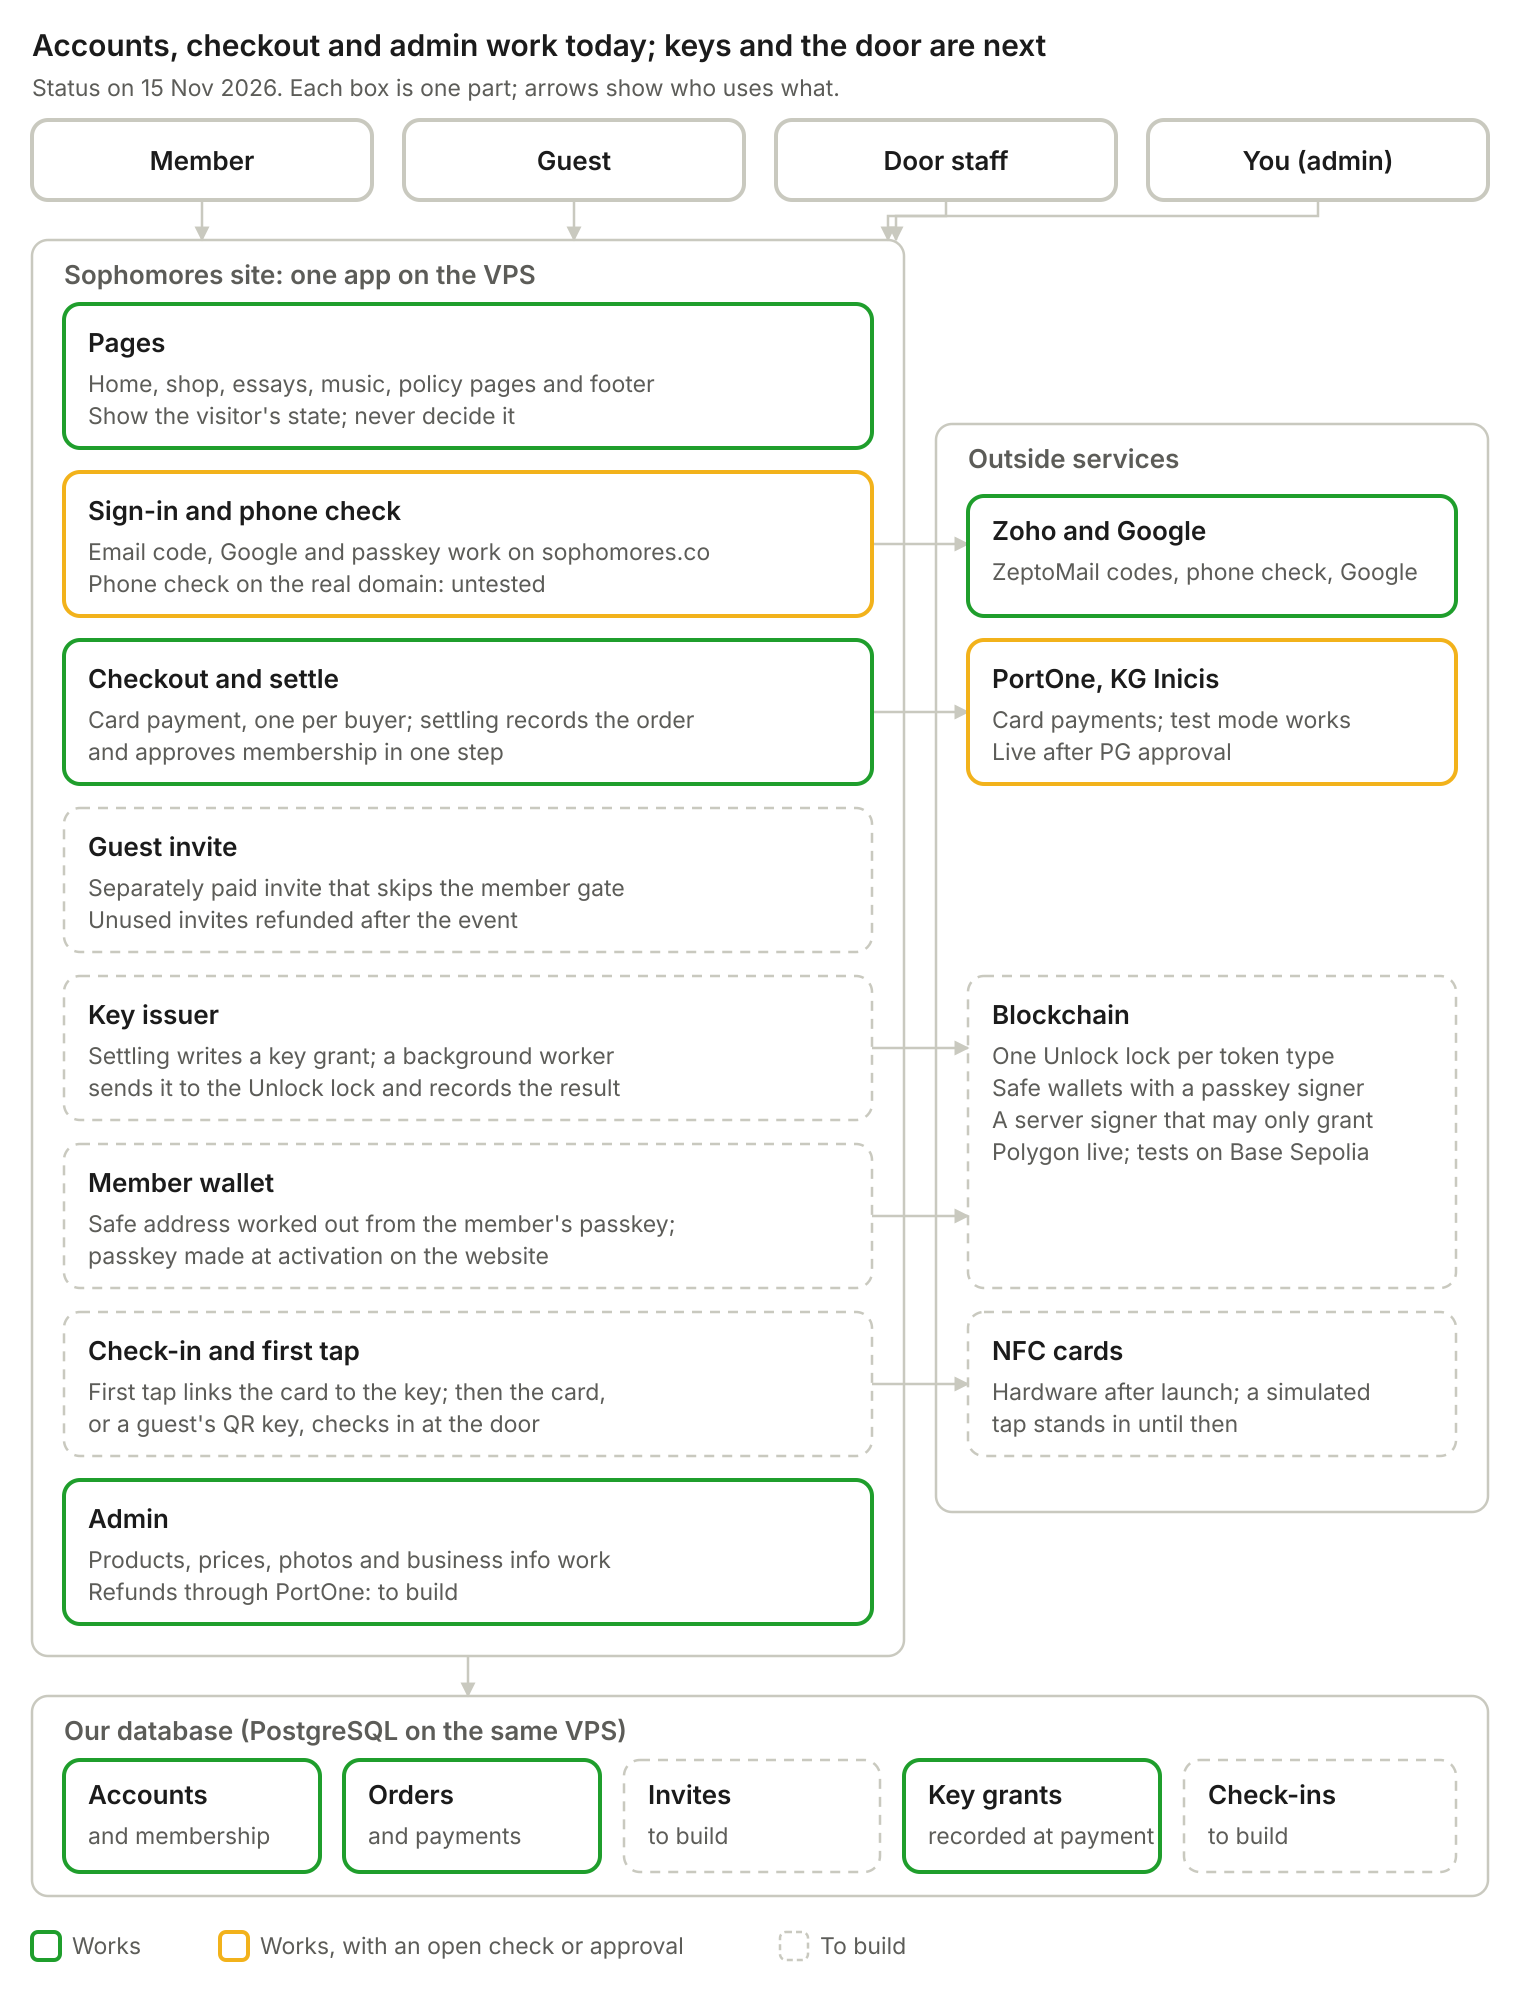 Accounts, checkout and admin work today; keys and the door are next
Status on 15 Nov 2026. Each box is one part; arrows show who uses what.
Member
Guest
Door staff
You (admin)
Sophomores site: one app on the VPS
Pages
Home, shop, essays, music, policy pages and footer
Show the visitor's state; never decide it
Sign-in and phone check
Email code, Google and passkey work on sophomores.co
Phone check on the real domain: untested
Checkout and settle
Card payment, one per buyer; settling records the order
and approves membership in one step
Guest invite
Separately paid invite that skips the member gate
Unused invites refunded after the event
Key issuer
Settling writes a key grant; a background worker
sends it to the Unlock lock and records the result
Member wallet
Safe address worked out from the member's passkey;
passkey made at activation on the website
Check-in and first tap
First tap links the card to the key; then the card,
or a guest's QR key, checks in at the door
Admin
Products, prices, photos and business info work
Refunds through PortOne: to build
Outside services
Zoho and Google
ZeptoMail codes, phone check, Google
PortOne, KG Inicis
Card payments; test mode works
Live after PG approval
Blockchain
One Unlock lock per token type
Safe wallets with a passkey signer
A server signer that may only grant
Polygon live; tests on Base Sepolia
NFC cards
Hardware after launch; a simulated
tap stands in until then
Our database (PostgreSQL on the same VPS)
Accounts
and membership
Orders
and payments
Invites
to build
Key grants
recorded at payment
Check-ins
to build
Works
Works, with an open check or approval
To build